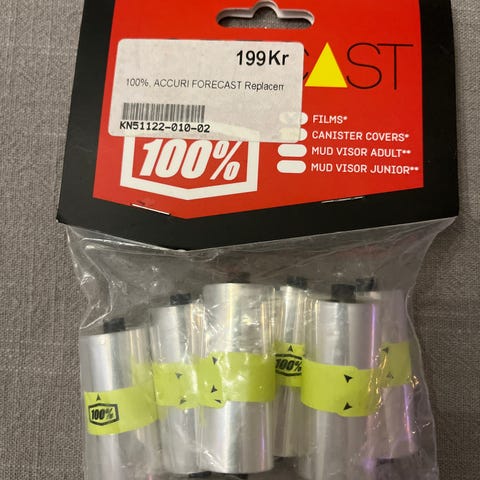 199Kr
100%, ACCURI FORECAST Replacem
KN51122-010-02
AST
FILMS*
CANISTER COVERS*
MUD VISOR ADULT**
MUD VISOR JUNIOR**
100%
100%
100%